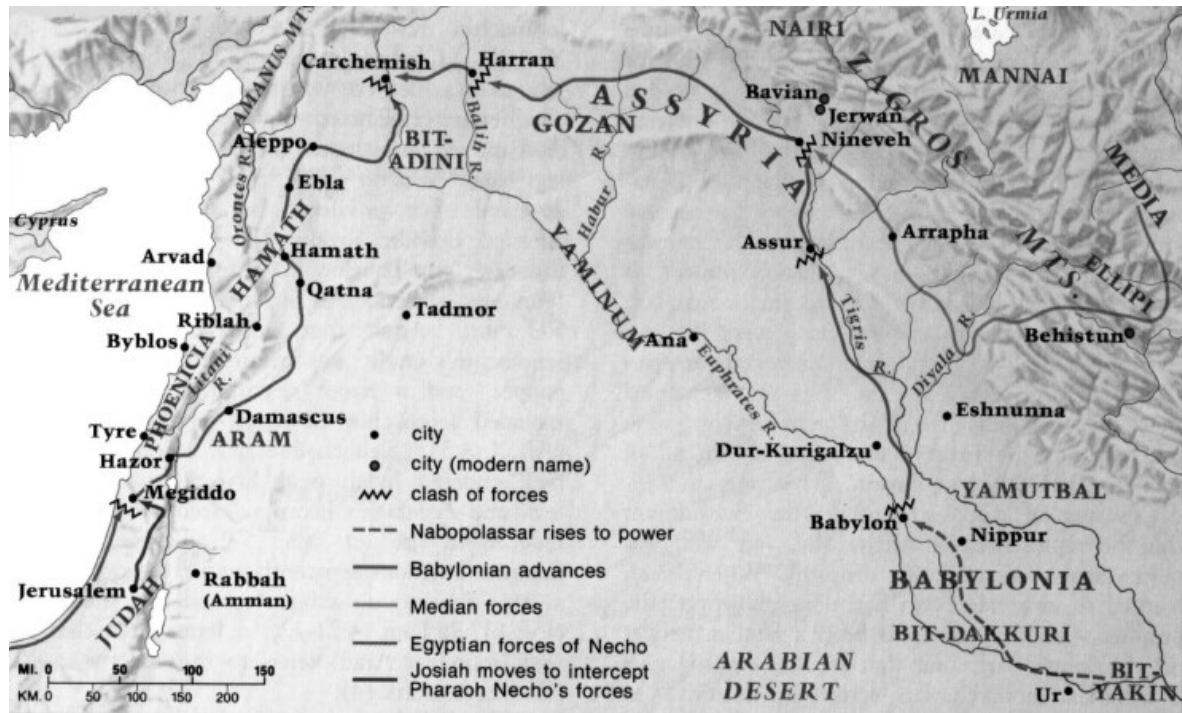 NAIRI
L. Urmia
AMANUS MTS.
Carchemish
Harran
ZAGROS
MANNAI
Bavian
Jerwan
ASSYRIA
GOZAN
Nineveh
Balih R.
BIT-
ADINI
Aleppo
MEDIA
Orontes R.
Ebla
Habur R.
Cyprus
HAMATH
Arvad
Hamath
YAMINUM
Assur
Arrapha
MTS.
ELLIPI
Mediterranean
Sea
Qatna
Riblah
Tadmor
Tigris
R.
Byblos
Ana
Behistun
PHOENICIA
Litani
R.
Euphrates R.
Diyala R.
Damascus
Eshnunna
Tyre
ARAM
city
Hazor
Dur-Kurigalzu
city (modern name)
Megiddo
clash of forces
YAMUTBAL
Babylon
Nabopolassar rises to power
Nippur
Babylonian advances
Jerusalem
JUDAH
Rabbah
(Amman)
BABYLONIA
Median forces
BIT-DAKKURI
Egyptian forces of Necho
MI. 0 50 100 150
KM. 0 50 100 150 200
Josiah moves to intercept
Pharaoh Necho's forces
ARABIAN
DESERT
BIT-
YAKIN
Ur